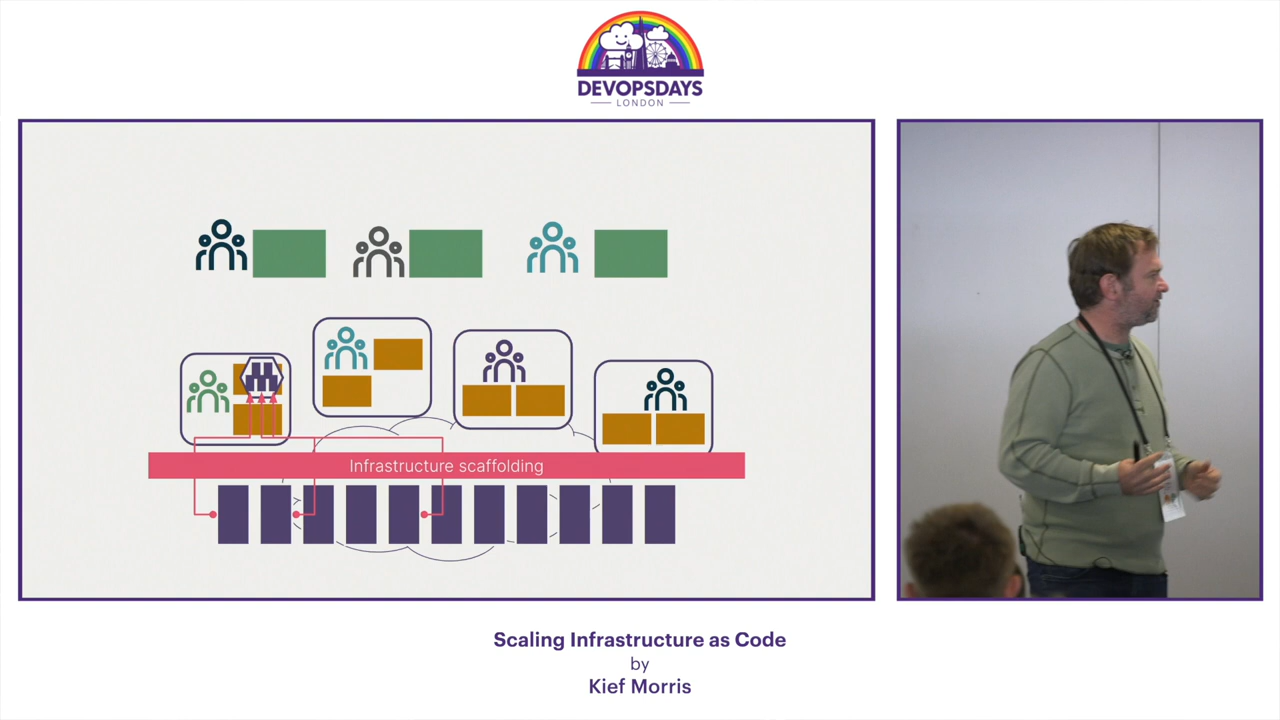 DEVOPSDAYS
LONDON
Infrastructure scaffolding
Scaling Infrastructure as Code
by
Kief Morris